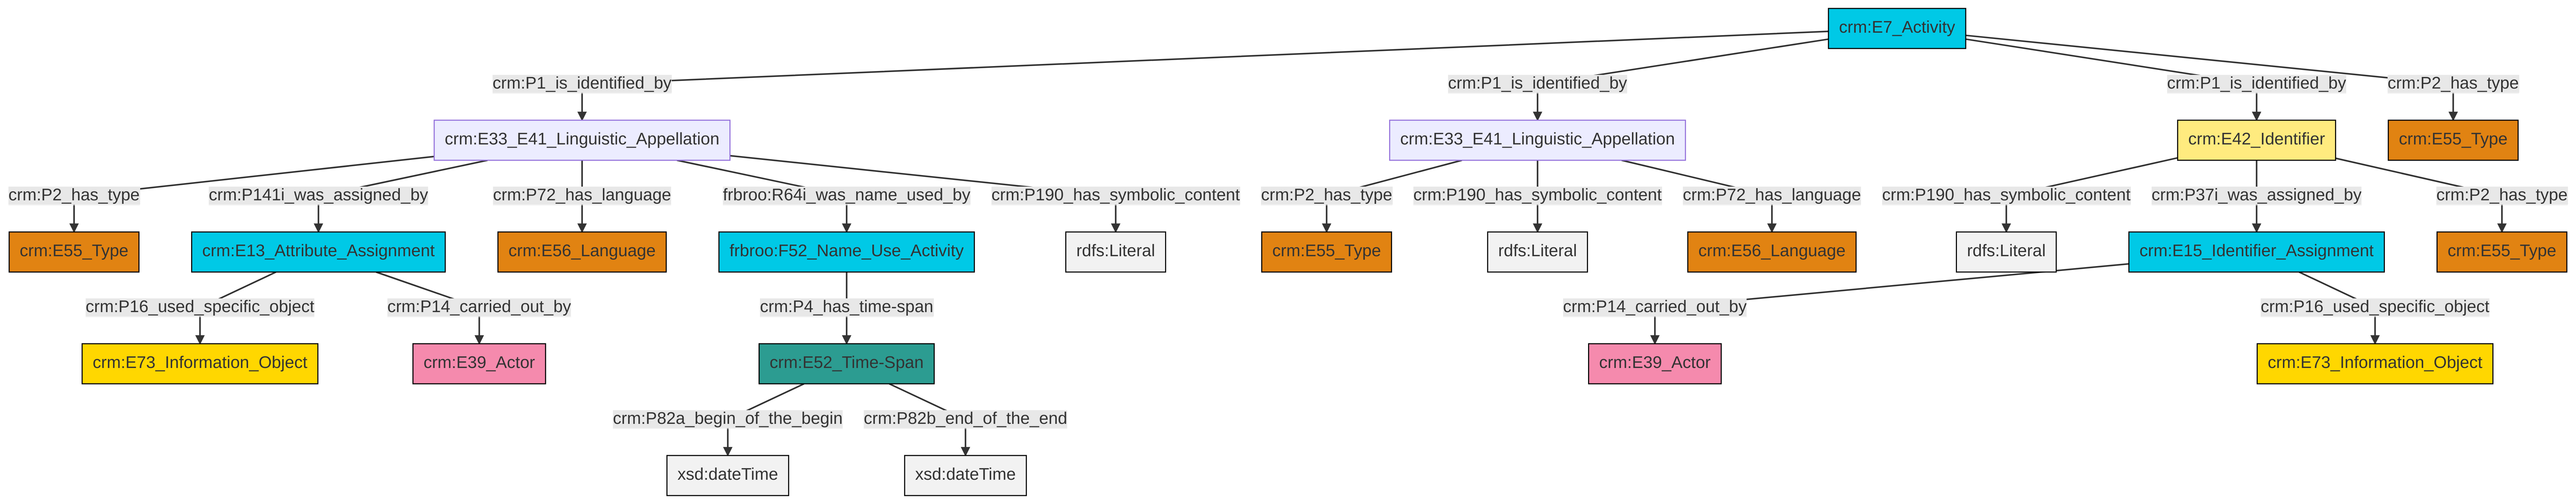 crm:E7_Activity
crm:P1_is_identified_by
crm:P1_is_identified_by
crm:P1_is_identified_by
crm:P2_has_type
crm:E33_E41_Linguistic_Appellation
crm:E33_E41_Linguistic_Appellation
crm:E42_Identifier
crm:E55_Type
crm:P2_has_type
crm:P141i_was_assigned_by
crm:P72_has_language
frbroo:R64i_was_name_used_by
crm:P190_has_symbolic_content
crm:P2_has_type
crm:P190_has_symbolic_content
crm:P72_has_language
crm:P190_has_symbolic_content
crm:P37i_was_assigned_by
crm:P2_has_type
crm:E55_Type
crm:E13_Attribute_Assignment
crm:E56_Language
frbroo:F52_Name_Use_Activity
rdfs:Literal
crm:E55_Type
rdfs:Literal
crm:E56_Language
rdfs:Literal
crm:E15_Identifier_Assignment
crm:E55_Type
crm:P16_used_specific_object
crm:P14_carried_out_by
crm:P4_has_time-span
crm:P14_carried_out_by
crm:P16_used_specific_object
crm:E73_Information_Object
crm:E39_Actor
crm:E52_Time-Span
crm:E39_Actor
crm:E73_Information_Object
crm:P82a_begin_of_the_begin
crm:P82b_end_of_the_end
xsd:dateTime
xsd:dateTime